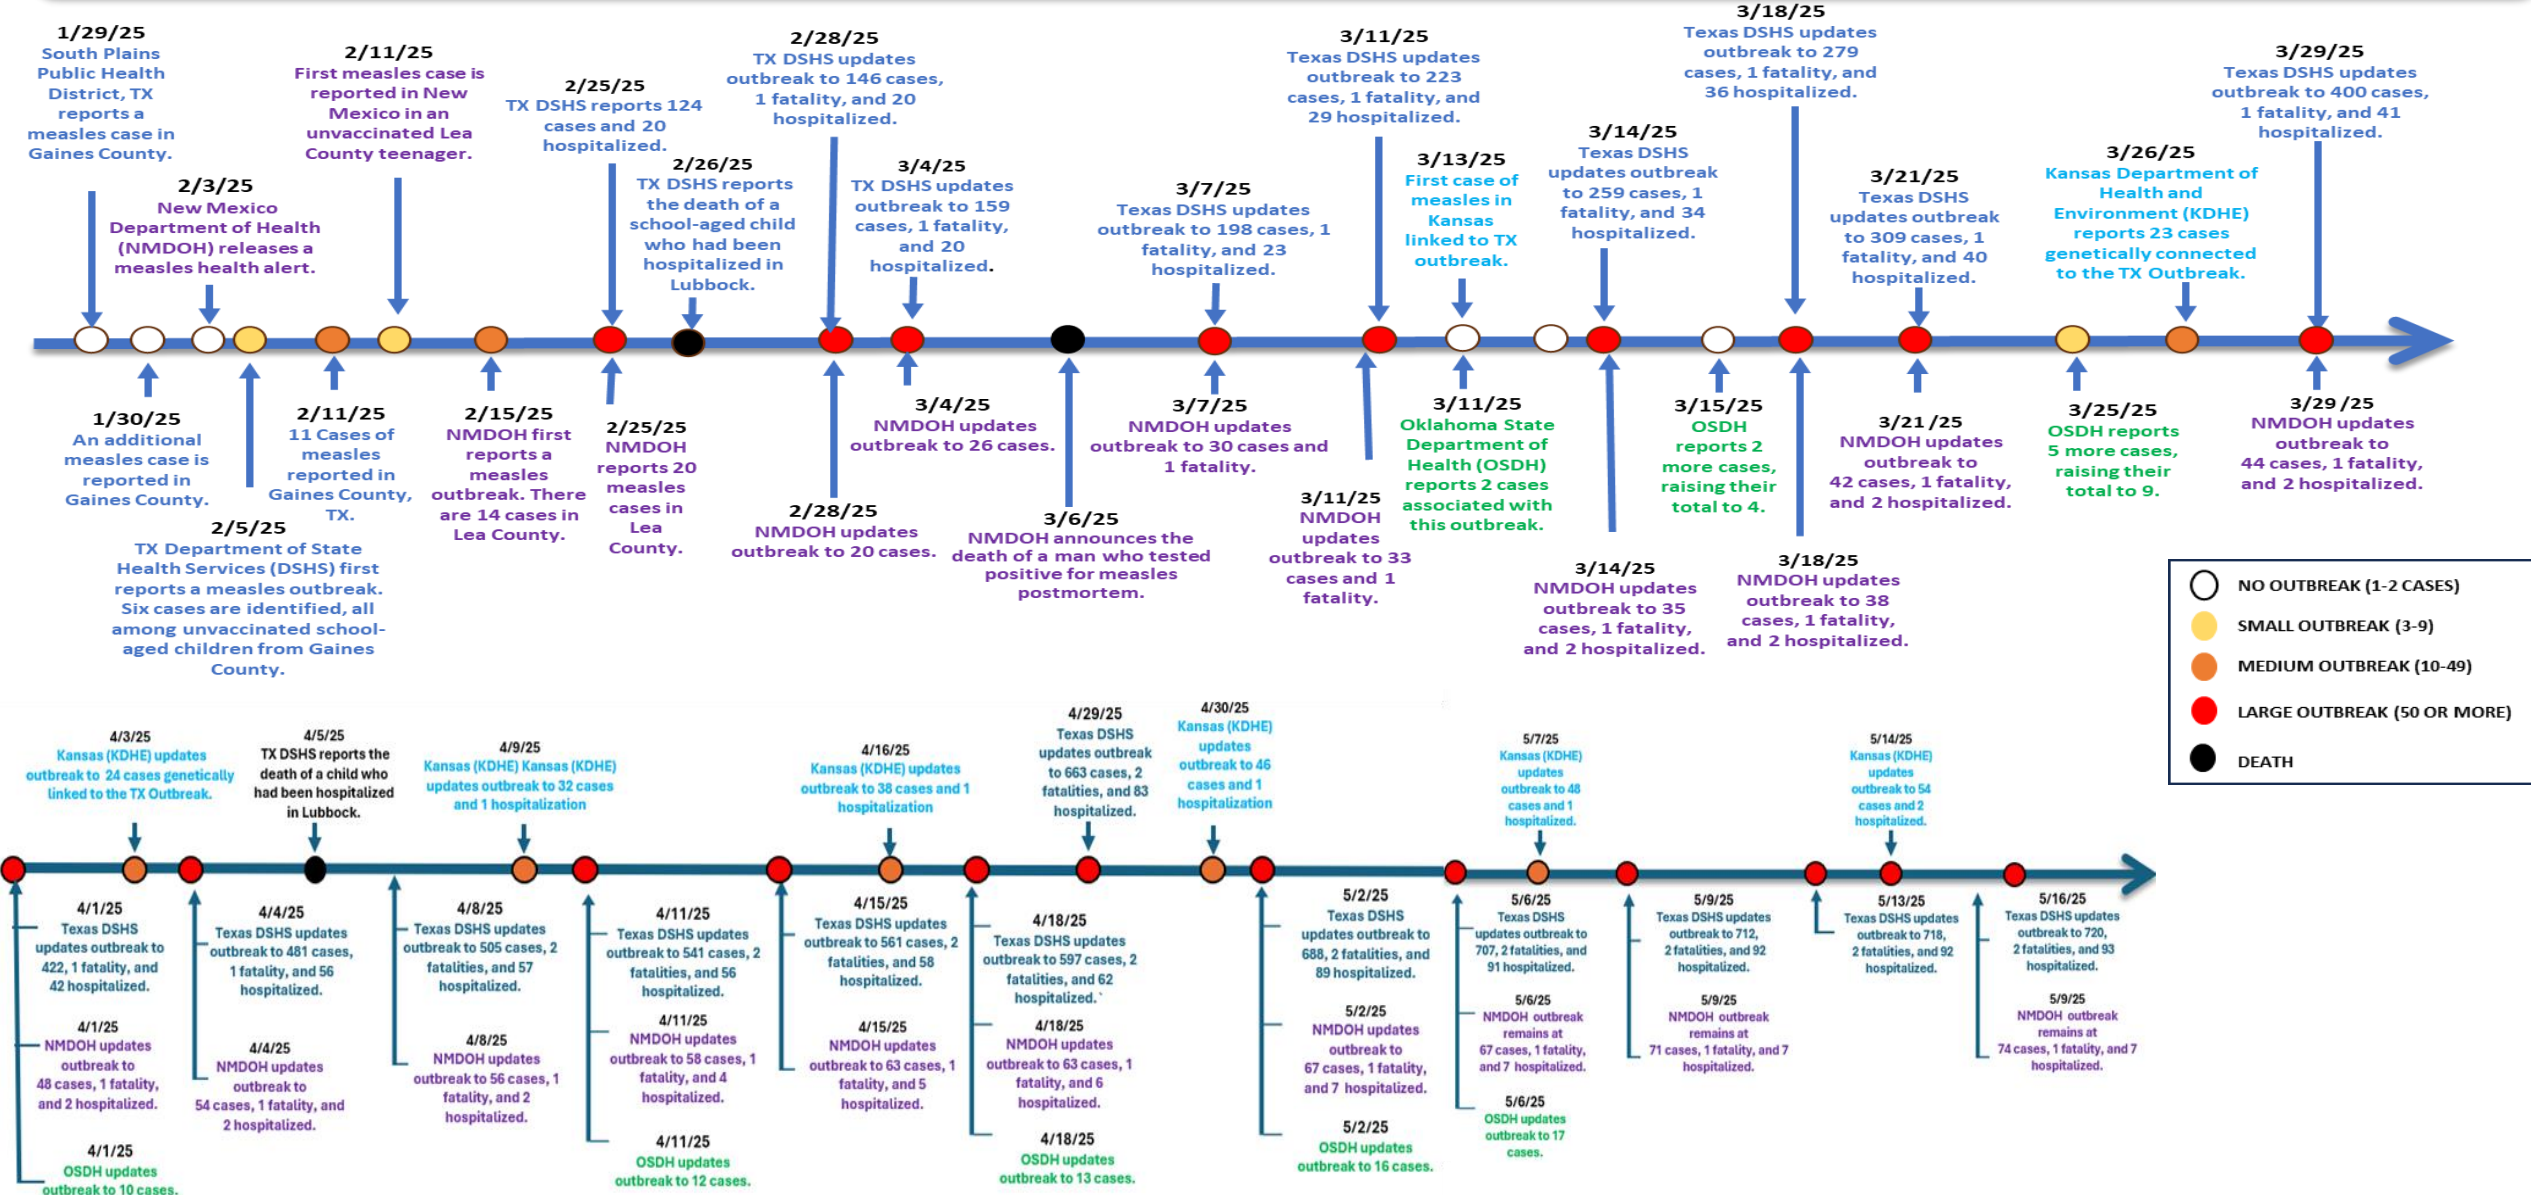 1/29/25
South Plains
Public Health
District, TX
reports a
measles case in
Gaines County.
2/3/25
New Mexico
Department of Health
(NMDOH) releases a
measles health alert.
2/11/25
First measles case is
reported in New
Mexico in an
unvaccinated Lea
County teenager.
2/25/25
TX DSHS reports 124
cases and 20
hospitalized.
2/26/25
TX DSHS reports
the death of a
school-aged child
who had been
hospitalized in
Lubbock.
2/28/25
TX DSHS updates
outbreak to 146 cases,
1 fatality, and 20
hospitalized.
3/4/25
TX DSHS updates
outbreak to 159
cases, 1 fatality,
and 20
hospitalized.
3/7/25
Texas DSHS updates
outbreak to 198 cases, 1
fatality, and 23
hospitalized.
3/11/25
Texas DSHS updates
outbreak to 223
cases, 1 fatality, and
29 hospitalized.
3/13/25
First case of
measles in
Kansas
linked to TX
outbreak.
3/14/25
Texas DSHS
updates outbreak
to 259 cases, 1
fatality, and 34
hospitalized.
3/18/25
Texas DSHS updates
outbreak to 279
cases, 1 fatality, and
36 hospitalized.
3/21/25
Texas DSHS
updates outbreak
to 309 cases, 1
fatality, and 40
hospitalized.
3/26/25
Kansas Department of
Health and
Environment (KDHE)
reports 23 cases
genetically connected
to the TX Outbreak.
3/29/25
Texas DSHS updates
outbreak to 400 cases,
1 fatality, and 41
hospitalized.
1/30/25
An additional
measles case is
reported in
Gaines County.
2/5/25
TX Department of State
Health Services (DSHS) first
reports a measles outbreak.
Six cases are identified, all
among unvaccinated school-
aged children from Gaines
County.
2/11/25
11 Cases of
measles
reported in
Gaines County,
TX.
2/15/25
NMDOH first
reports a
measles
outbreak. There
are 14 cases in
Lea County.
2/25/25
NMDOH
reports 20
measles
cases in
Lea
County.
2/28/25
NMDOH updates
outbreak to 20 cases.
3/4/25
NMDOH updates
outbreak to 26 cases.
3/6/25
NMDOH announces the
death of a man who tested
positive for measles
postmortem.
3/7/25
NMDOH updates
outbreak to 30 cases and
1 fatality.
3/11/25
NMDOH
updates
outbreak to 33
cases and 1
fatality.
3/11/25
Oklahoma State
Department of
Health (OSDH)
reports 2 cases
associated with
this outbreak.
3/14/25
NMDOH updates
outbreak to 35
cases, 1 fatality,
and 2 hospitalized.
3/15/25
OSDH
reports 2
more cases,
raising their
total to 4.
3/18/25
NMDOH updates
outbreak to 38
cases, 1 fatality,
and 2 hospitalized.
3/21 /25
NMDOH updates
outbreak to
42 cases, 1 fatality,
and 2 hospitalized.
3/25/25
OSDH reports
5 more cases,
raising their
total to 9.
3/29 /25
NMDOH updates
outbreak to
44 cases, 1 fatality,
and 2 hospitalized.
NO OUTBREAK (1-2 CASES)
SMALL OUTBREAK (3-9)
MEDIUM OUTBREAK (10-49)
LARGE OUTBREAK (50 OR MORE)
DEATH
4/3/25
Kansas (KDHE) updates
outbreak to 24 cases genetically
linked to the TX Outbreak.
4/5/25
TX DSHS reports the
death of a child who
had been hospitalized
in Lubbock.
4/9/25
Kansas (KDHE) Kansas (KDHE)
updates outbreak to 32 cases
and 1 hospitalization
4/16/25
Kansas (KDHE) updates
outbreak to 38 cases and 1
hospitalization
4/29/25
Texas DSHS
updates outbreak
to 663 cases, 2
fatalities, and 83
hospitalized.
4/30/25
Kansas (KDHE)
updates
outbreak to 46
cases and 1
hospitalization
5/7/25
Kansas (KDHE)
updates
outbreak to 48
cases and 1
hospitalized.
5/14/25
Kansas (KDHE)
updates
outbreak to 54
cases and 2
hospitalized.
4/1/25
Texas DSHS
updates outbreak to
422, 1 fatality, and
42 hospitalized.
4/1/25
NMDOH updates
outbreak to
48 cases, 1 fatality,
and 2 hospitalized.
4/1/25
OSDH updates
outbreak to 10 cases.
4/4/25
Texas DSHS updates
outbreak to 481 cases,
1 fatality, and 56
hospitalized.
4/4/25
NMDOH updates
outbreak to
54 cases, 1 fatality, and
2 hospitalized.
4/8/25
Texas DSHS updates
outbreak to 505 cases, 2
fatalities, and 57
hospitalized.
4/8/25
NMDOH updates
outbreak to 56 cases, 1
fatality, and 2
hospitalized.
4/11/25
Texas DSHS updates
outbreak to 541 cases, 2
fatalities, and 56
hospitalized.
4/11/25
NMDOH updates
outbreak to 58 cases, 1
fatality, and 4
hospitalized.
4/11/25
OSDH updates
outbreak to 12 cases.
4/15/25
Texas DSHS updates
outbreak to 561 cases, 2
fatalities, and 58
hospitalized.
4/15/25
NMDOH updates
outbreak to 63 cases, 1
fatality, and 5
hospitalized.
4/18/25
Texas DSHS updates
outbreak to 597 cases, 2
fatalities, and 62
hospitalized.`
4/18/25
NMDOH updates
outbreak to 63 cases, 1
fatality, and 6
hospitalized.
4/18/25
OSDH updates
outbreak to 13 cases.
5/2/25
Texas DSHS
updates outbreak to
688, 2 fatalities, and
89 hospitalized.
5/2/25
NMDOH updates
outbreak to
67 cases, 1 fatality,
and 7 hospitalized.
5/2/25
OSDH updates
outbreak to 16 cases.
5/6/25
Texas DSHS
updates outbreak to
707, 2 fatalities, and
91 hospitalized.
5/6/25
NMDOH outbreak
remains at
67 cases, 1 fatality,
and 7 hospitalized.
5/6/25
OSDH updates
outbreak to 17
cases.
5/9/25
Texas DSHS updates
outbreak to 712,
2 fatalities, and 92
hospitalized.
5/9/25
NMDOH outbreak
remains at
71 cases, 1 fatality, and 7
hospitalized.
5/13/25
Texas DSHS updates
outbreak to 718,
2 fatalities, and 92
hospitalized.
5/16/25
Texas DSHS updates
outbreak to 720,
2 fatalities, and 93
hospitalized.
5/9/25
NMDOH outbreak
remains at
74 cases, 1 fatality, and 7
hospitalized.